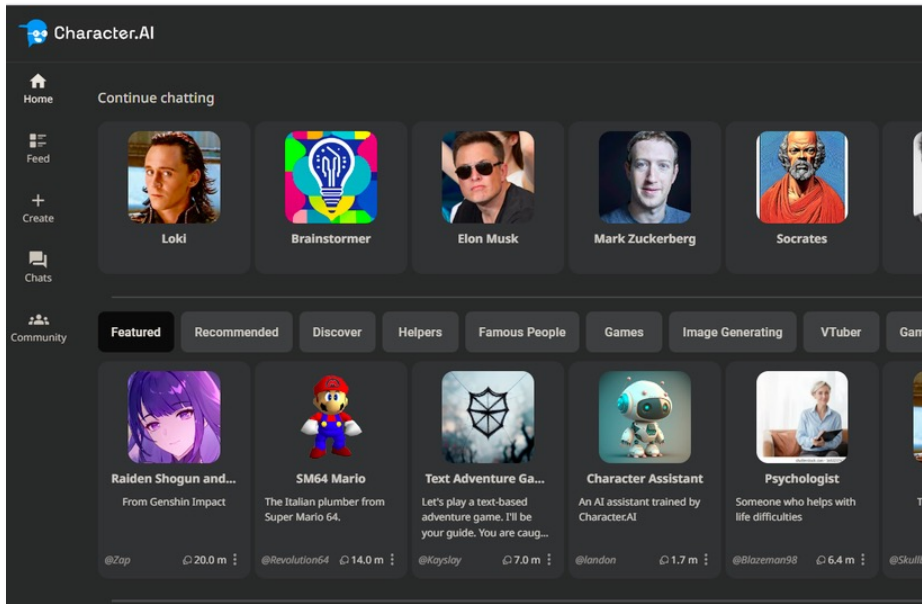 Character.AI
Home
Feed
Create
Chats
Community
Continue chatting
Loki
Brainstormer
Elon Musk
Mark Zuckerberg
Socrates
Featured
Recommended
Discover
Helpers
Famous People
Games
Image Generating
VTuber
Raiden Shogun and...
From Genshin Impact
@Zap
20.0 m
SM64 Mario
The Italian plumber from
Super Mario 64.
@Revolution64
14.0 m
Text Adventure Ga...
Let's play a text-based
adventure game. I'll be
your guide. You are caug...
@Kayslay
7.0 m
Character Assistant
An AI assistant trained by
Character.AI
@landon
1.7 m
Psychologist
Someone who helps with
life difficulties
@Blazeman98
6.4 m